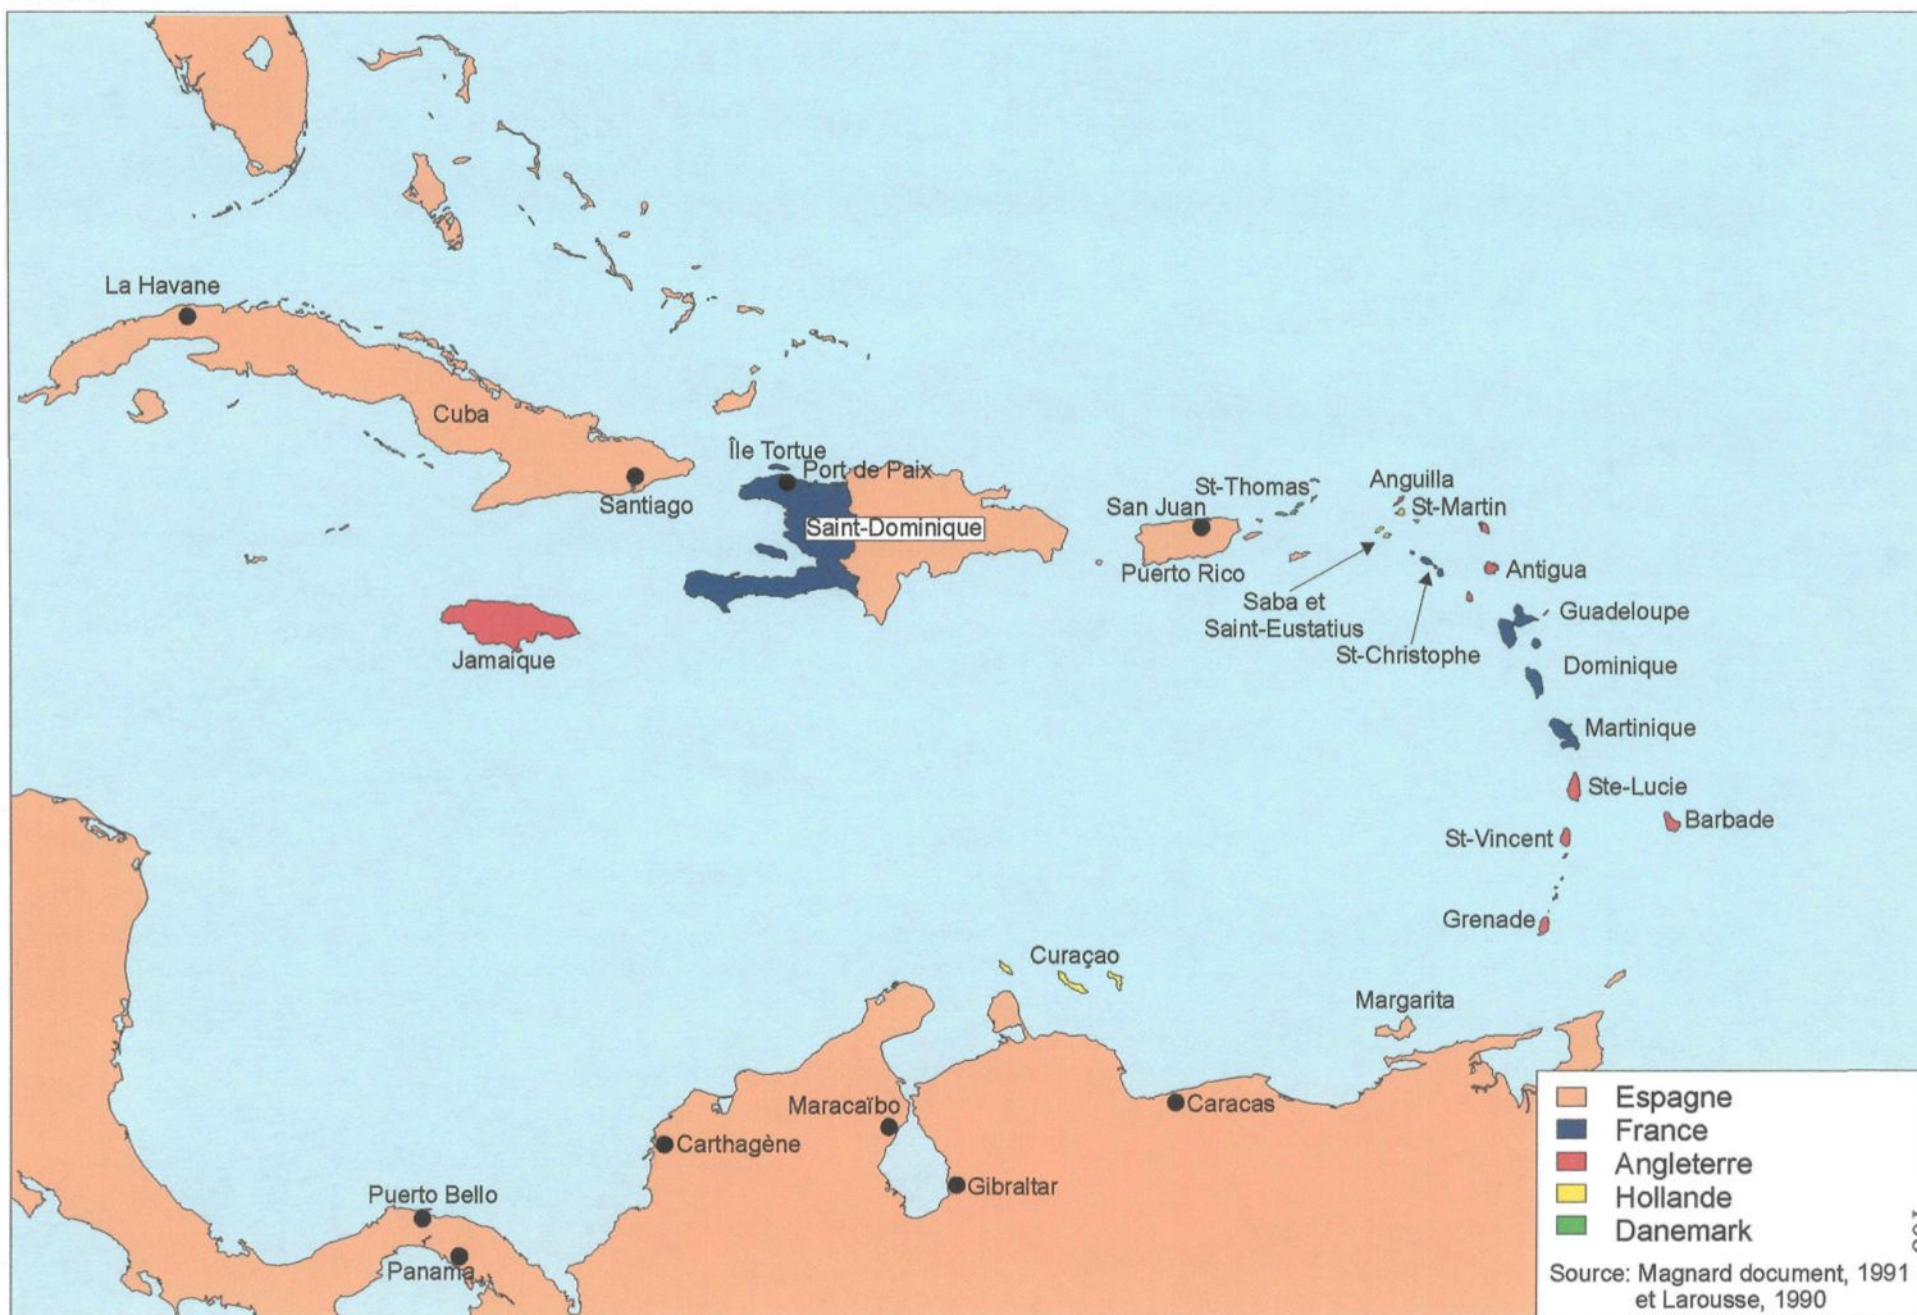 La Havane
Cuba
Île Tortue
Port de Paix
Santiago
Saint-Dominique
Jamaïque
St-Thomas
San Juan
Puerto Rico
Anguilla
St-Martin
Antigua
Saba et
Saint-Eustatius
St-Christophe
Guadeloupe
Dominique
Martinique
Ste-Lucie
Barbade
St-Vincent
Grenade
Curaçao
Margarita
Maracaïbo
Caracas
Carthagène
Gibraltar
Puerto Bello
Panama
Espagne
France
Angleterre
Hollande
Danemark
Source: Magnard document, 1991
et Larousse, 1990